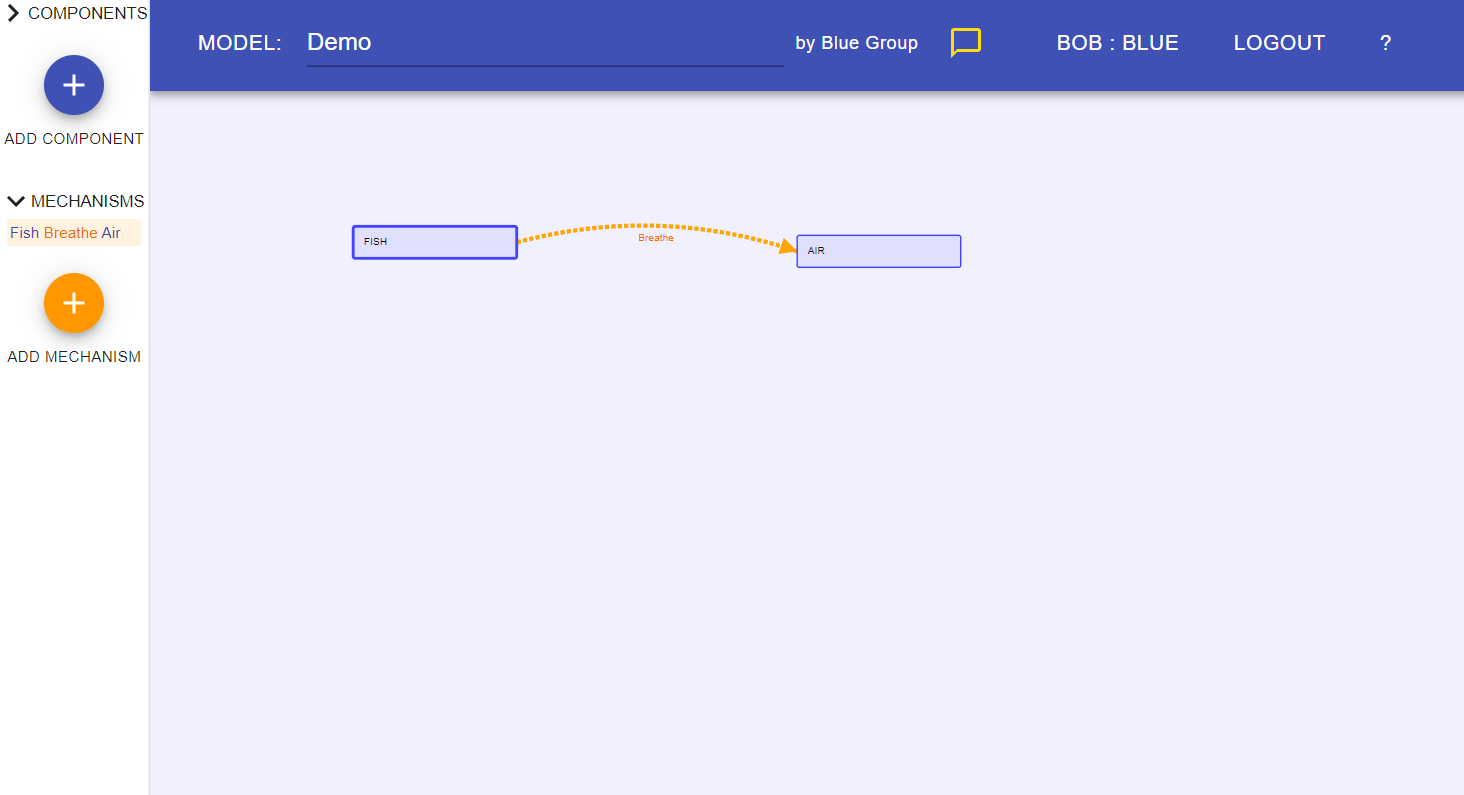 COMPONENTS
ADD COMPONENT
MECHANISMS
Fish Breathe Air
ADD MECHANISM
MODEL: Demo by Blue Group BOB : BLUE LOGOUT ?
FISH
Breathe
AIR